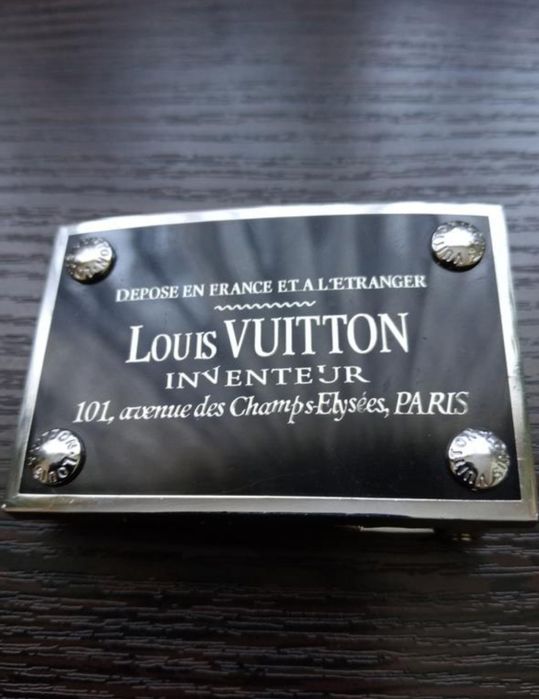 DEPOSE EN FRANCE ET A L'ETRANGER
LOUIS VUITTON
INVENTEUR
101, avenue des Champs-Elysées, PARIS